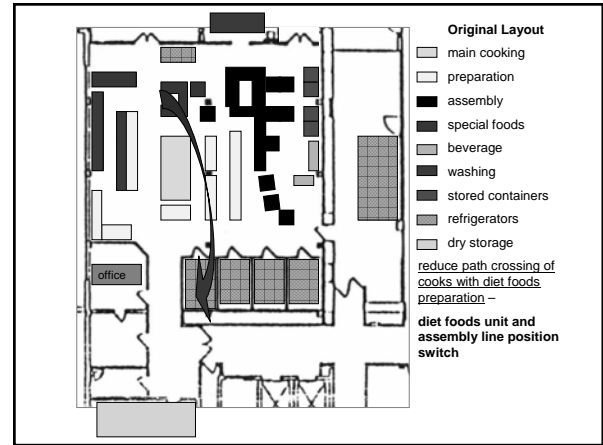 Original Layout
main cooking
preparation
assembly
special foods
beverage
washing
stored containers
refrigerators
dry storage
reduce path crossing of
cooks with diet foods
preparation –
diet foods unit and
assembly line position
switch
office